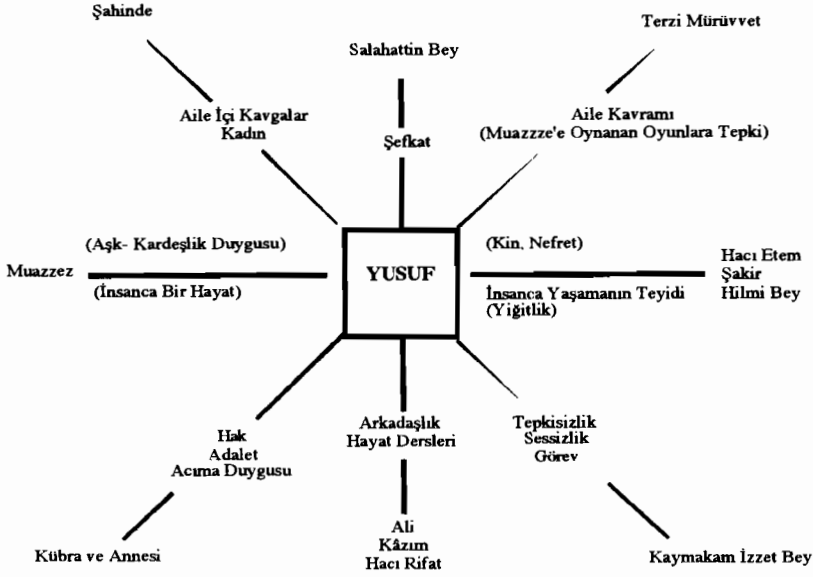 Şahinde
Terzi Mürüvvet
Salahattin Bey
Aile İçi Kavgalar
Kadın
Aile Kavramı
(Muazzze'e Oynanan Oyunlara Tepki)
Şefkat
(Aşk- Kardeşlik Duygusu)
(Kin, Nefret)
Muazzez
YUSUF
Hacı Etem
Şakir
Hilmi Bey
(İnsanca Bir Hayat)
İnsanca Yaşamanın Teyidi
(Yiğitlik)
Hak
Adalet
Acıma Duygusu
Arkadaşlık
Hayat Dersleri
Tepkisizlik
Sessizlik
Görev
Kübra ve Annesi
Ali
Kâzım
Hacı Rifat
Kaymakam İzzet Bey